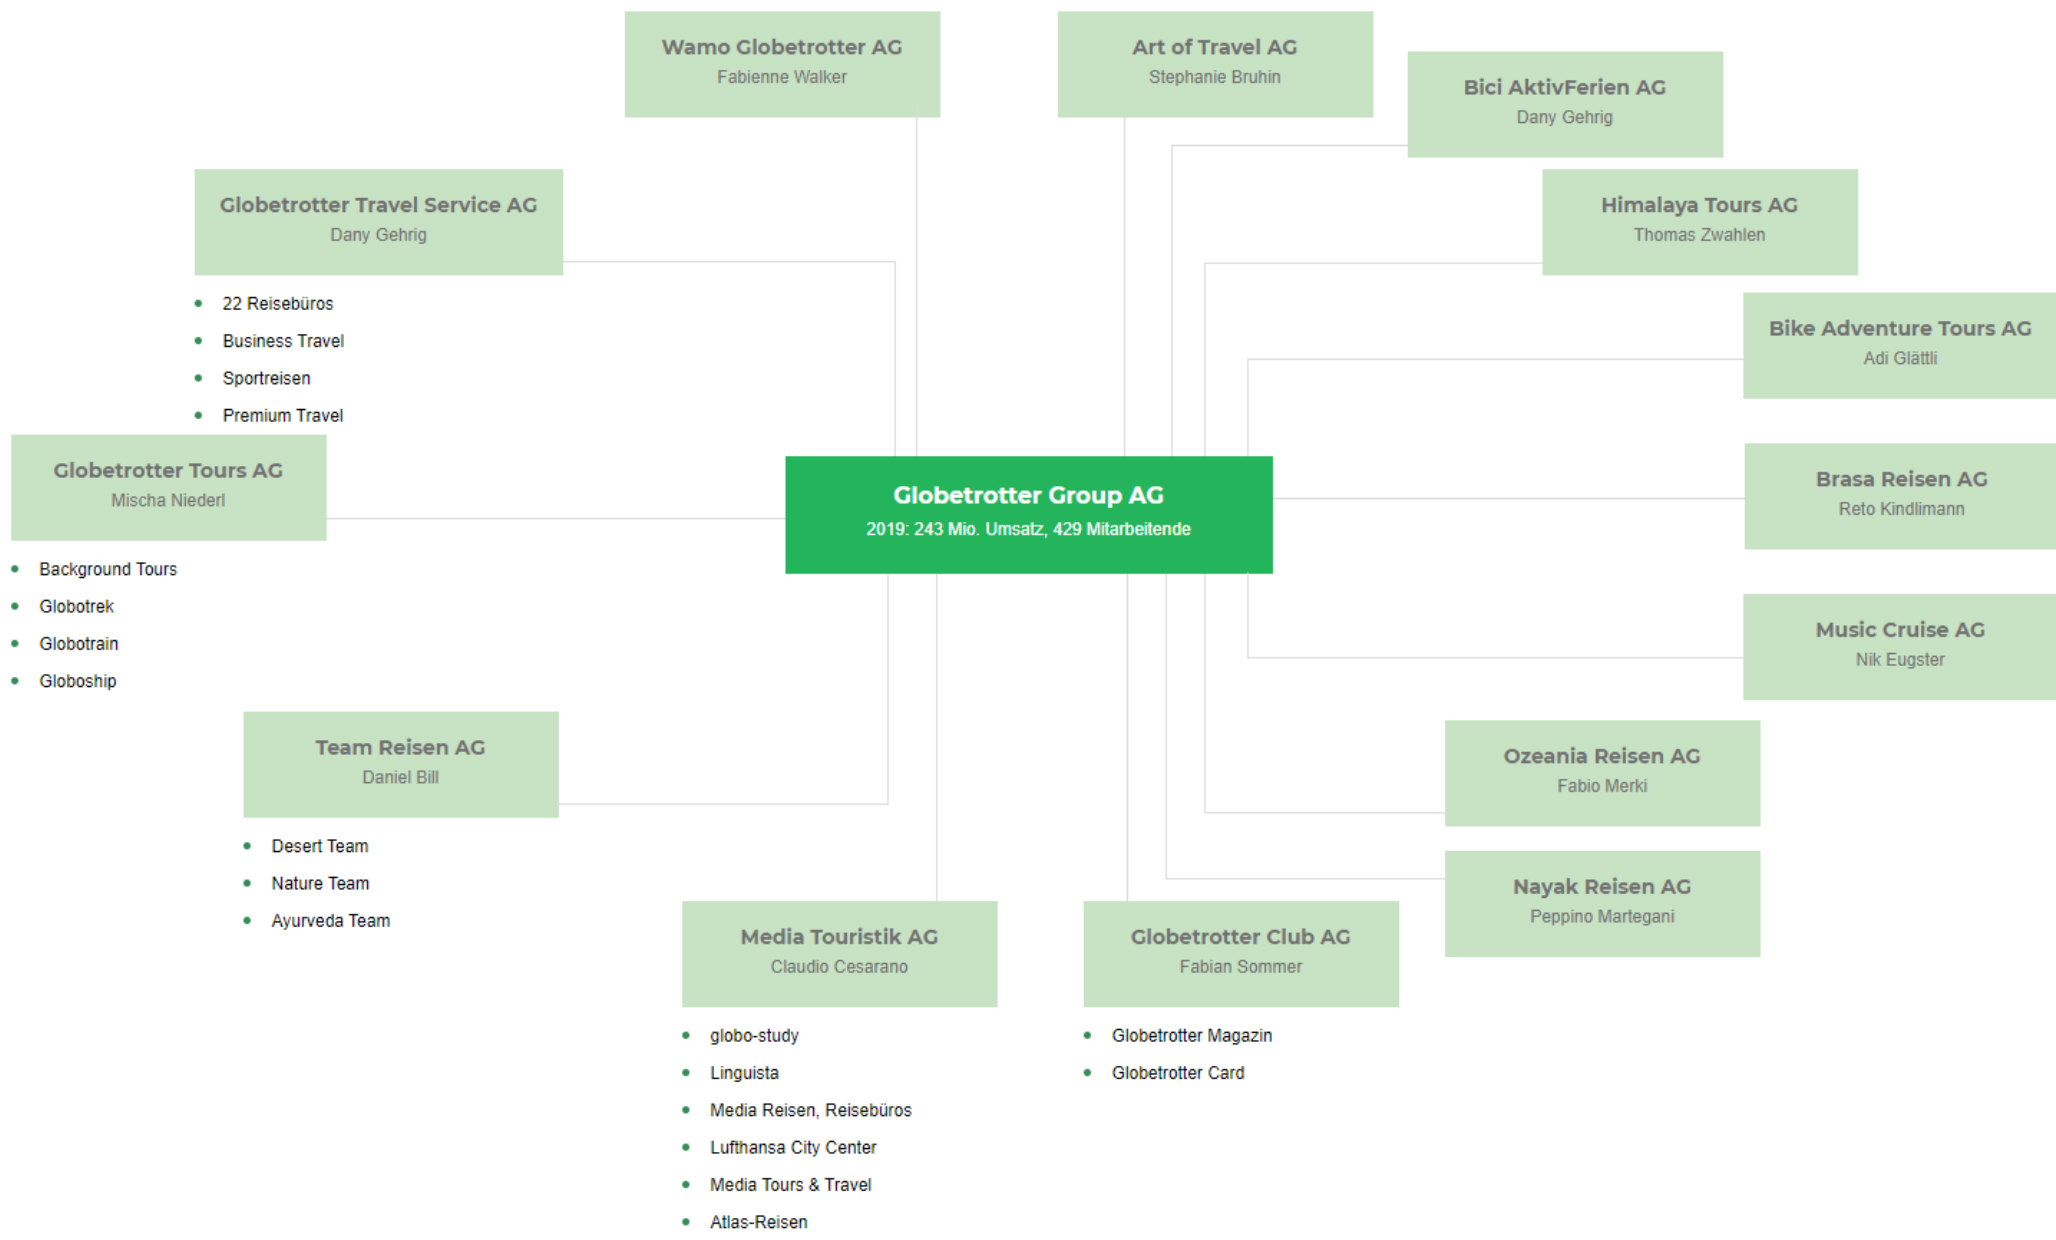 Wamo Globetrotter AG
Fabienne Walker
Art of Travel AG
Stephanie Bruhin
Bici AktivFerien AG
Dany Gehrig
Globetrotter Travel Service AG
Dany Gehrig
22 Reisebüros
Business Travel
Sportreisen
Premium Travel
Himalaya Tours AG
Thomas Zwahlen
Bike Adventure Tours AG
Adi Glättli
Globetrotter Tours AG
Mischa Niederl
Background Tours
Globotrek
Globotrain
Globoship
Globetrotter Group AG
2019: 243 Mio. Umsatz, 429 Mitarbeitende
Brasa Reisen AG
Reto Kindlimann
Music Cruise AG
Nik Eugster
Team Reisen AG
Daniel Bill
Desert Team
Nature Team
Ayurveda Team
Ozeania Reisen AG
Fabio Merki
Nayak Reisen AG
Peppino Martegani
Media Touristik AG
Claudio Cesarano
globo-study
Linguista
Media Reisen, Reisebüros
Lufthansa City Center
Media Tours & Travel
Atlas-Reisen
Globetrotter Club AG
Fabian Sommer
Globetrotter Magazin
Globetrotter Card